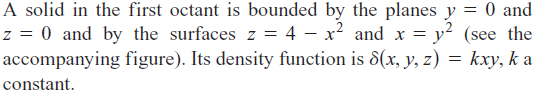 A solid in the first octant is bounded by the planes y = 0 and
z = 0 and by the surfaces z = 4 − x² and x = y² (see the
accompanying figure). Its density function is δ(x, y, z) = kxy, k a
constant.